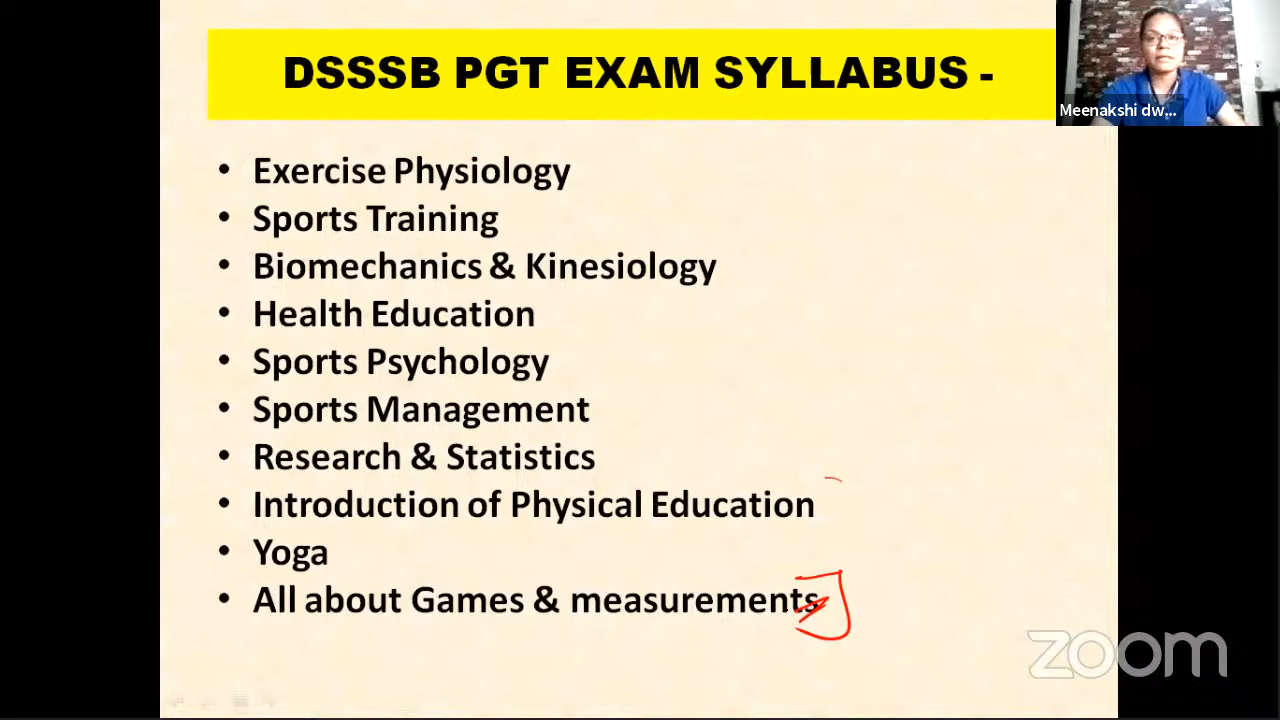 DSSSB PGT EXAM SYLLABUS -
Meenakshi dw...
• Exercise Physiology
• Sports Training
• Biomechanics & Kinesiology
• Health Education
• Sports Psychology
• Sports Management
• Research & Statistics
• Introduction of Physical Education
• Yoga
• All about Games & measurements
zoom